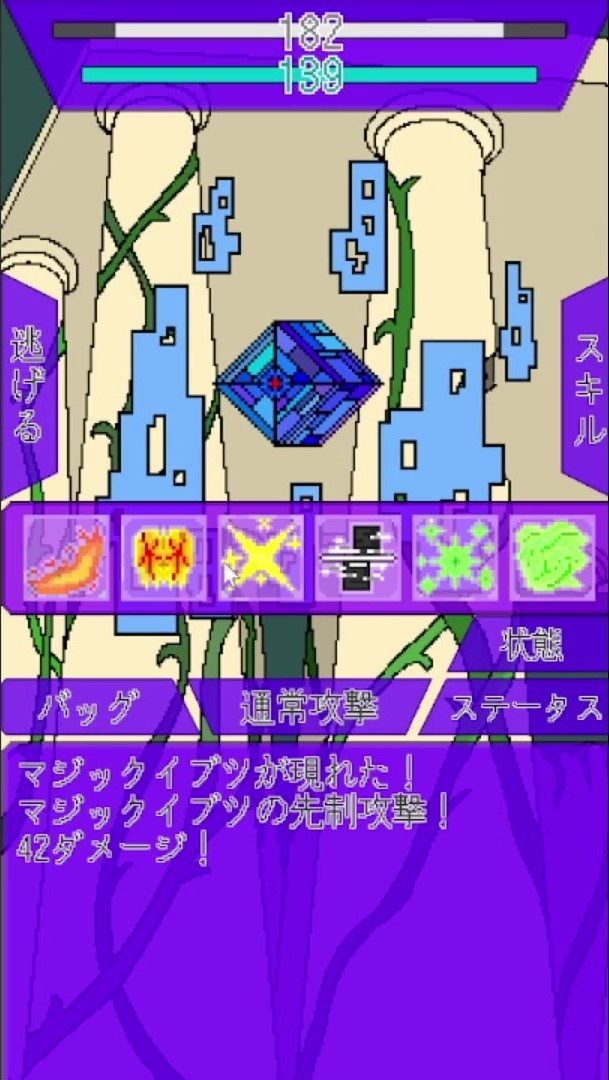 182
139
逃げる
スキル
状態
バッグ
通常攻撃
ステータス
マジックイブツが現れた！
マジックイブツの先制攻撃！
42ダメージ！